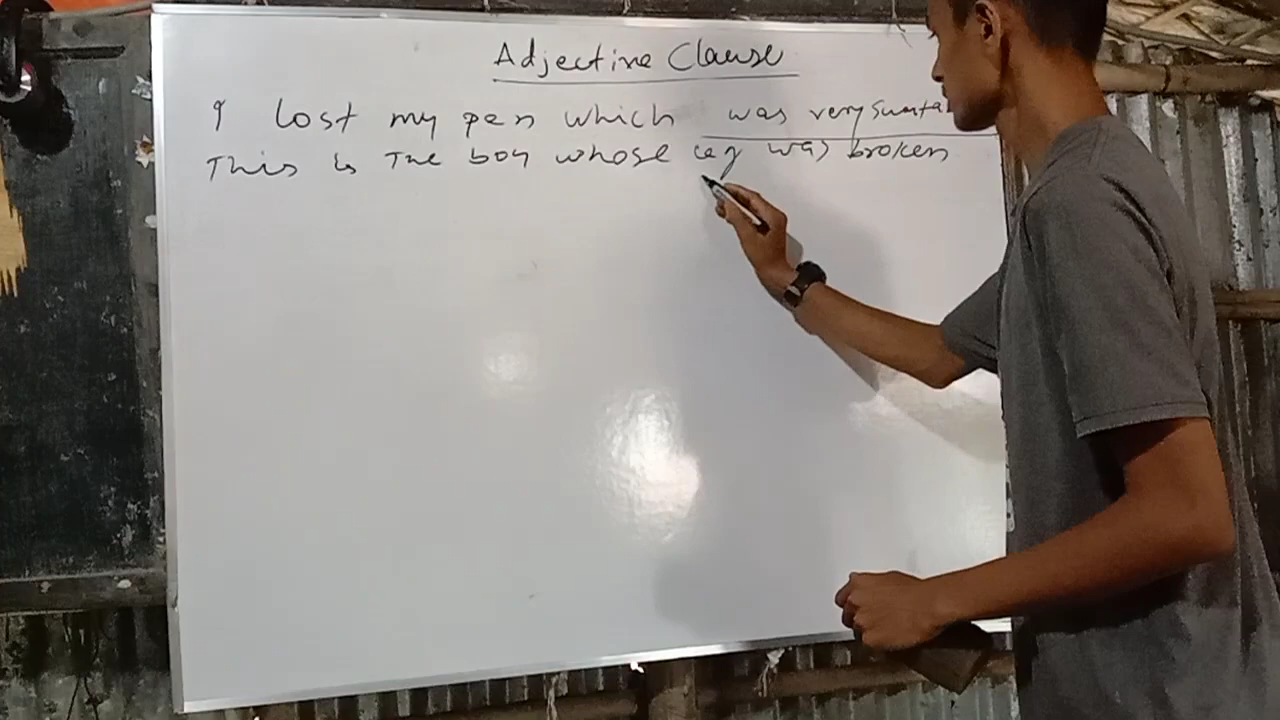 Adjective Clause
I lost my pen which was very
This is The boy whose leg was broken